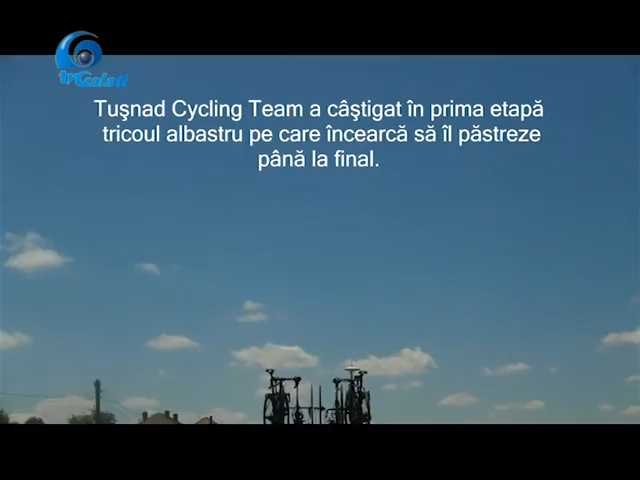 tvGalati
Tuşnad Cycling Team a câştigat în prima etapă
tricoul albastru pe care încearcă să îl păstreze
până la final.